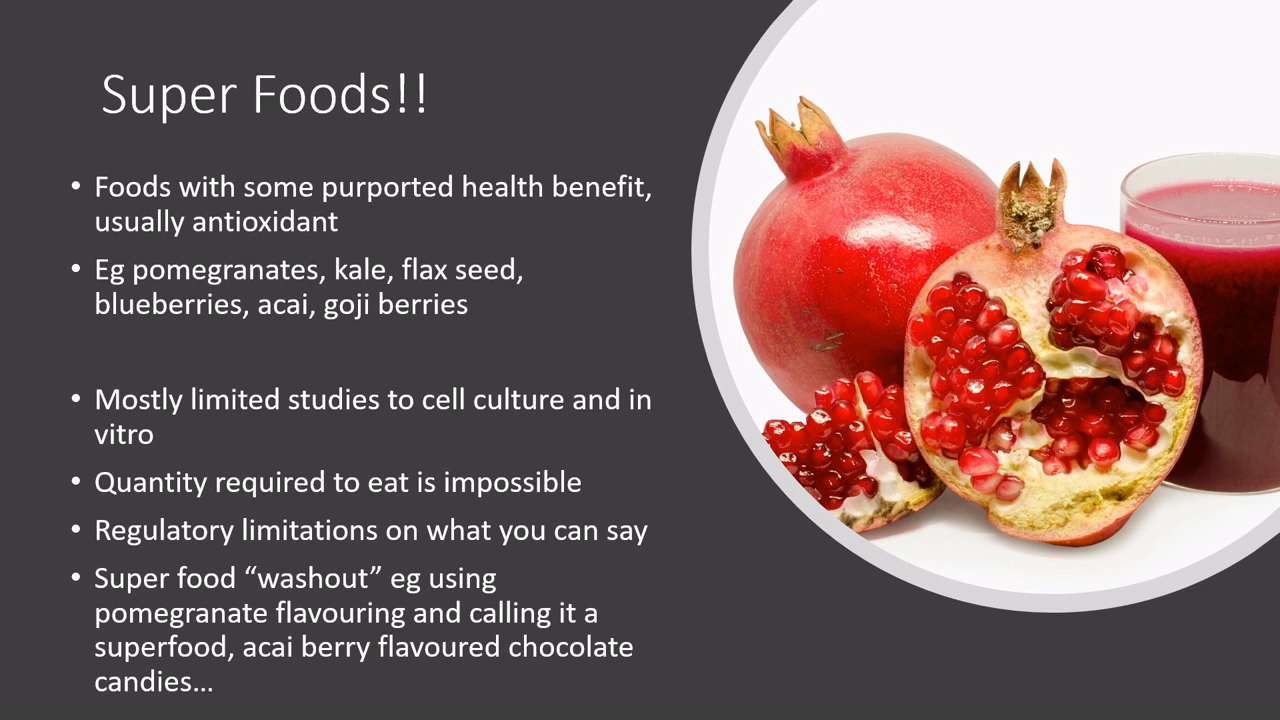 Super Foods!!
• Foods with some purported health benefit,
usually antioxidant
• Eg pomegranates, kale, flax seed,
blueberries, acai, goji berries
• Mostly limited studies to cell culture and in
vitro
• Quantity required to eat is impossible
• Regulatory limitations on what you can say
• Super food “washout” eg using
pomegranate flavouring and calling it a
superfood, acai berry flavoured chocolate
candies...